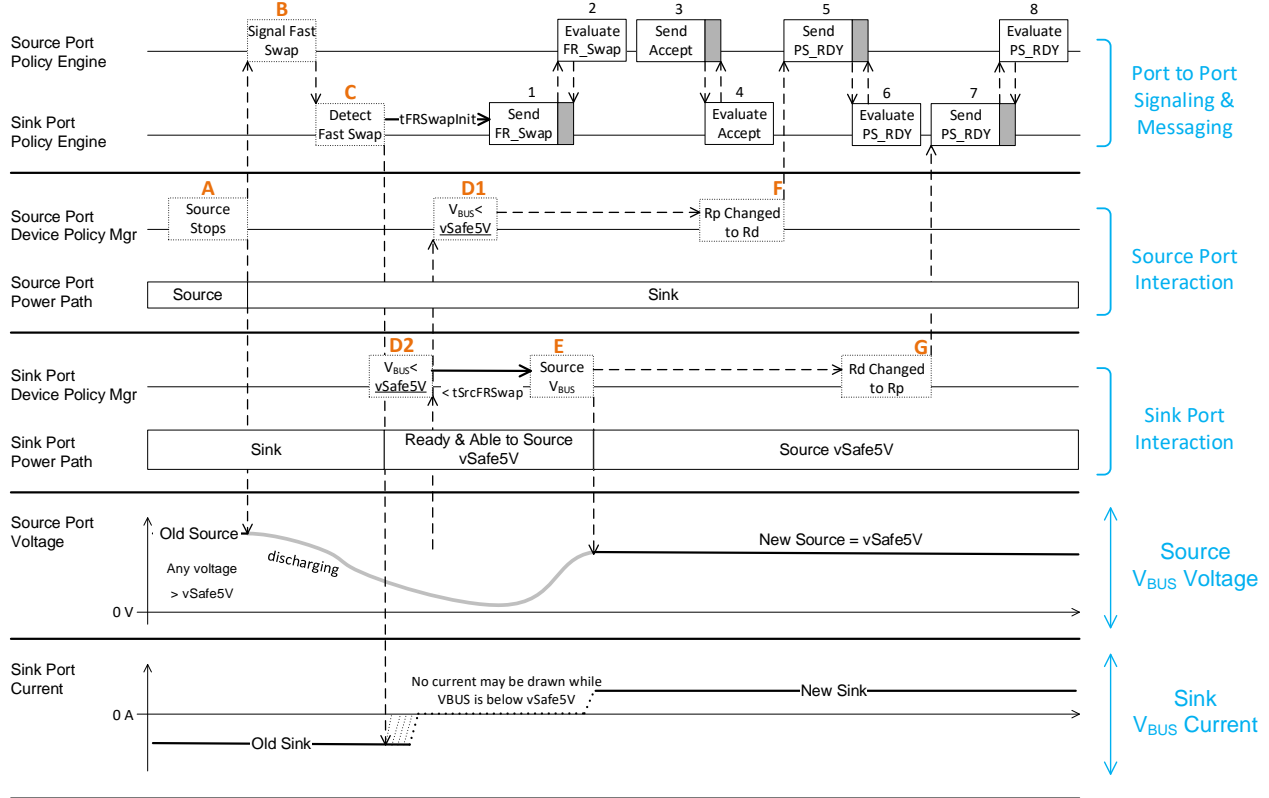 B
2
3
5
8
Source Port
Policy Engine
Signal Fast
Swap
Evaluate
FR_Swap
Send
Accept
Send
PS_RDY
Evaluate
PS_RDY
C
1
4
6
7
Sink Port
Policy Engine
Detect
Fast Swap
tFRSwapInit
Send
FR_Swap
Evaluate
Accept
Evaluate
PS_RDY
Send
PS_RDY
Port to Port
Signaling &
Messaging
A
D1
F
Source Port
Device Policy Mgr
Source
Stops
VBUS<
vSafe5V
Rp Changed
to Rd
Source Port
Power Path
Source
Sink
Source Port
Interaction
D2
E
G
Sink Port
Device Policy Mgr
VBUS<
vSafe5V
< tSrcFRSwap
Source
VBUS
Rd Changed
to Rp
Sink Port
Power Path
Sink
Ready & Able to Source
vSafe5V
Source vSafe5V
Sink Port
Interaction
Source Port
Voltage
Old Source
Any voltage
> vSafe5V
discharging
New Source = vSafe5V
0 V
Source
VBUS Voltage
Sink Port
Current
No current may be drawn while
VBUS is below vSafe5V
New Sink
0 A
Old Sink
Sink
VBUS Current